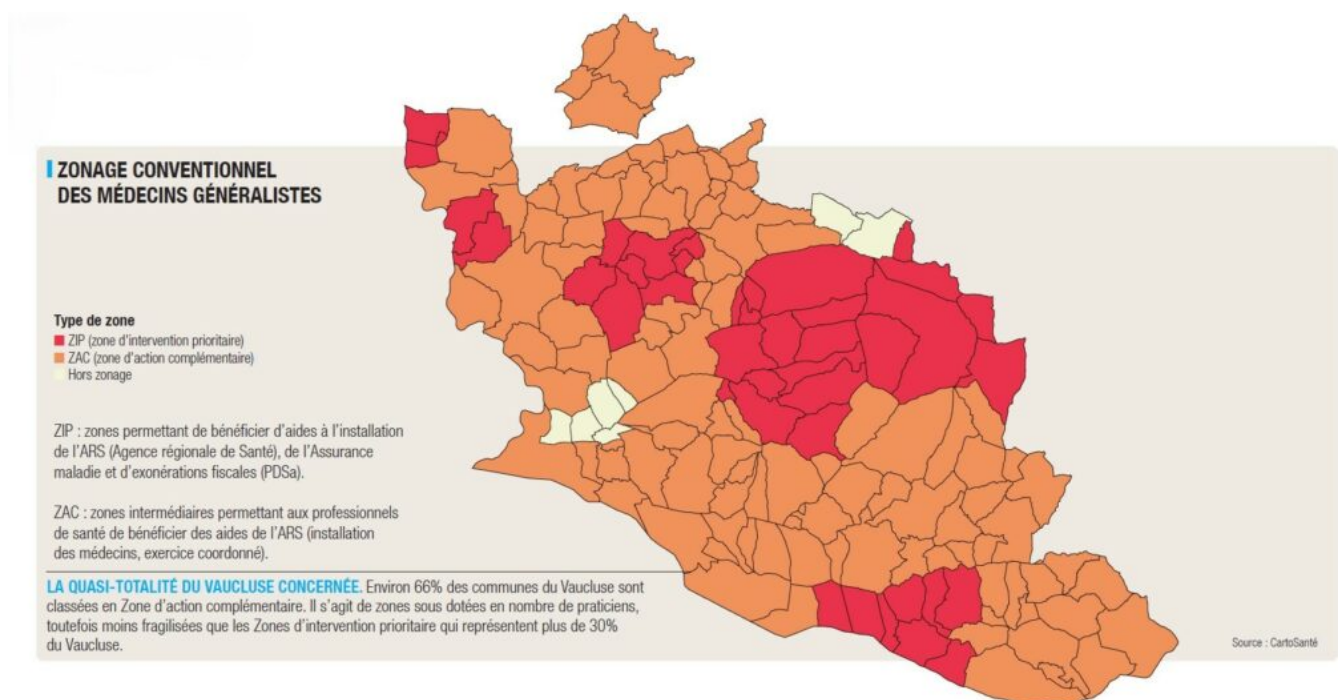 ZONAGE CONVENTIONNEL
DES MÉDECINS GÉNÉRALISTES
Type de zone
ZIP (zone d'intervention prioritaire)
ZAC (zone d'action complémentaire)
Hors zonage
ZIP : zones permettant de bénéficier d'aides à l'installation
de l'ARS (Agence régionale de Santé), de l'Assurance
maladie et d'exonérations fiscales (PDSa).
ZAC : zones intermédiaires permettant aux professionnels
de santé de bénéficier des aides de l'ARS (installation
des médecins, exercice coordonné).
LA QUASI-TOTALITÉ DU VAUCLUSE CONCERNÉE. Environ 66% des communes du Vaucluse sont
classées en Zone d'action complémentaire. Il s'agit de zones sous dotées en nombre de praticiens,
toutefois moins fragilisées que les Zones d'intervention prioritaire qui représentent plus de 30%
du Vaucluse.
Source : CartoSanté